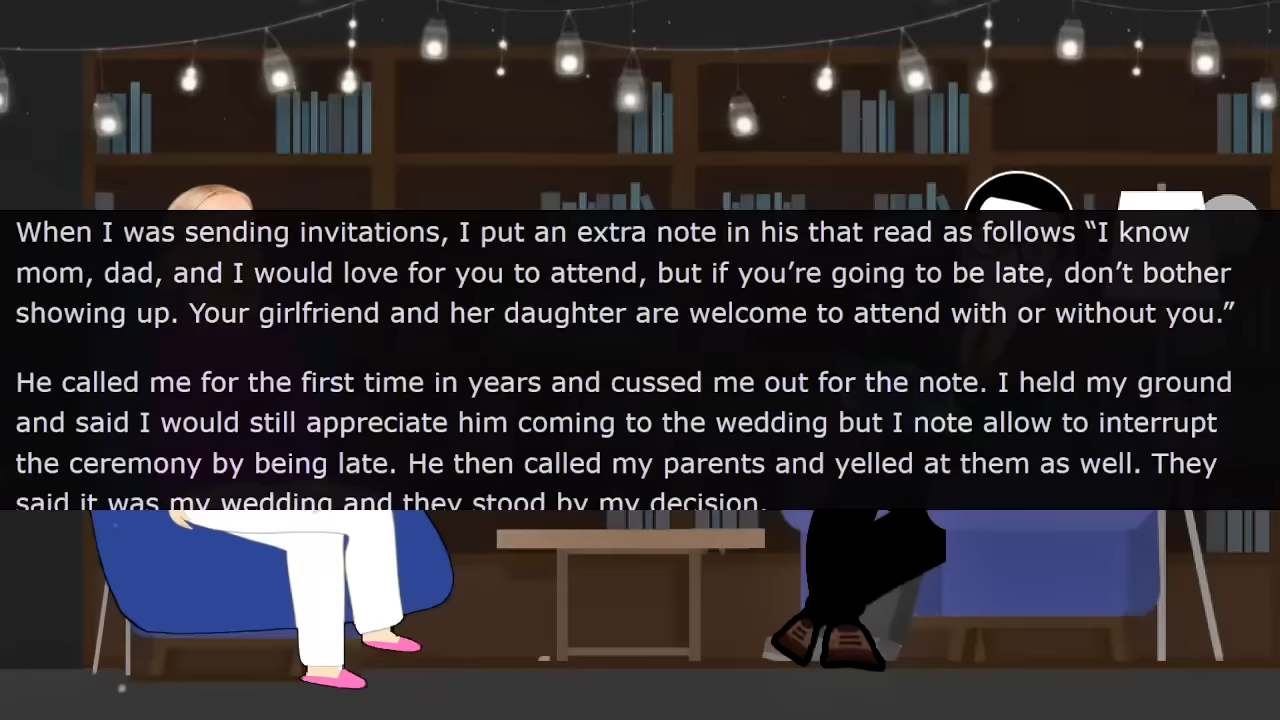 When I was sending invitations, I put an extra note in his that read as follows “I know
mom, dad, and I would love for you to attend, but if you’re going to be late, don’t bother
showing up. Your girlfriend and her daughter are welcome to attend with or without you.”
He called me for the first time in years and cussed me out for the note. I held my ground
and said I would still appreciate him coming to the wedding but I note allow to interrupt
the ceremony by being late. He then called my parents and yelled at them as well. They
said it was my wedding and they stood by my decision.